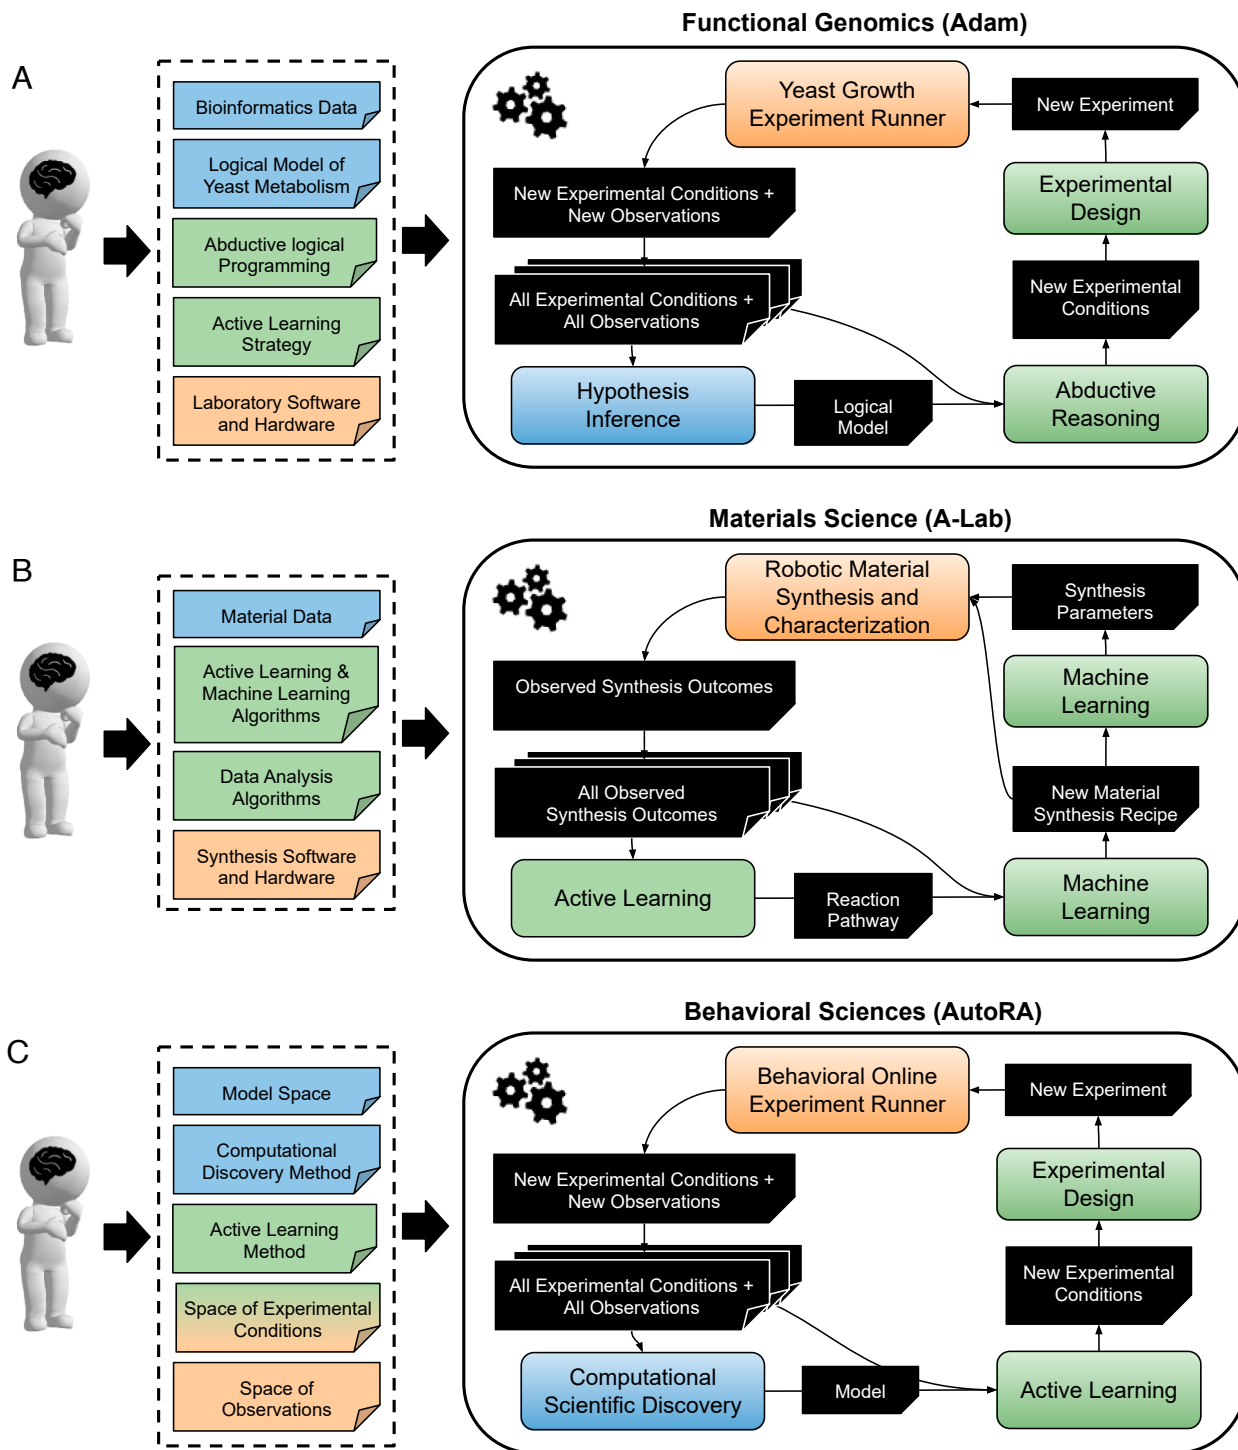 Functional Genomics (Adam)
A
Bioinformatics Data
Logical Model of
Yeast Metabolism
Abductive logical
Programming
Active Learning
Strategy
Laboratory Software
and Hardware
Yeast Growth
Experiment Runner
New Experiment
New Experimental Conditions +
New Observations
Experimental
Design
All Experimental Conditions +
All Observations
New Experimental
Conditions
Hypothesis
Inference
Logical
Model
Abductive
Reasoning
Materials Science (A-Lab)
B
Material Data
Active Learning &
Machine Learning
Algorithms
Data Analysis
Algorithms
Synthesis Software
and Hardware
Robotic Material
Synthesis and
Characterization
Synthesis
Parameters
Observed Synthesis Outcomes
Machine
Learning
All Observed
Synthesis Outcomes
New Material
Synthesis Recipe
Active Learning
Reaction
Pathway
Machine
Learning
Behavioral Sciences (AutoRA)
C
Model Space
Computational
Discovery Method
Active Learning
Method
Space of Experimental
Conditions
Space of
Observations
Behavioral Online
Experiment Runner
New Experiment
New Experimental Conditions +
New Observations
Experimental
Design
All Experimental Conditions +
All Observations
New Experimental
Conditions
Computational
Scientific Discovery
Model
Active Learning